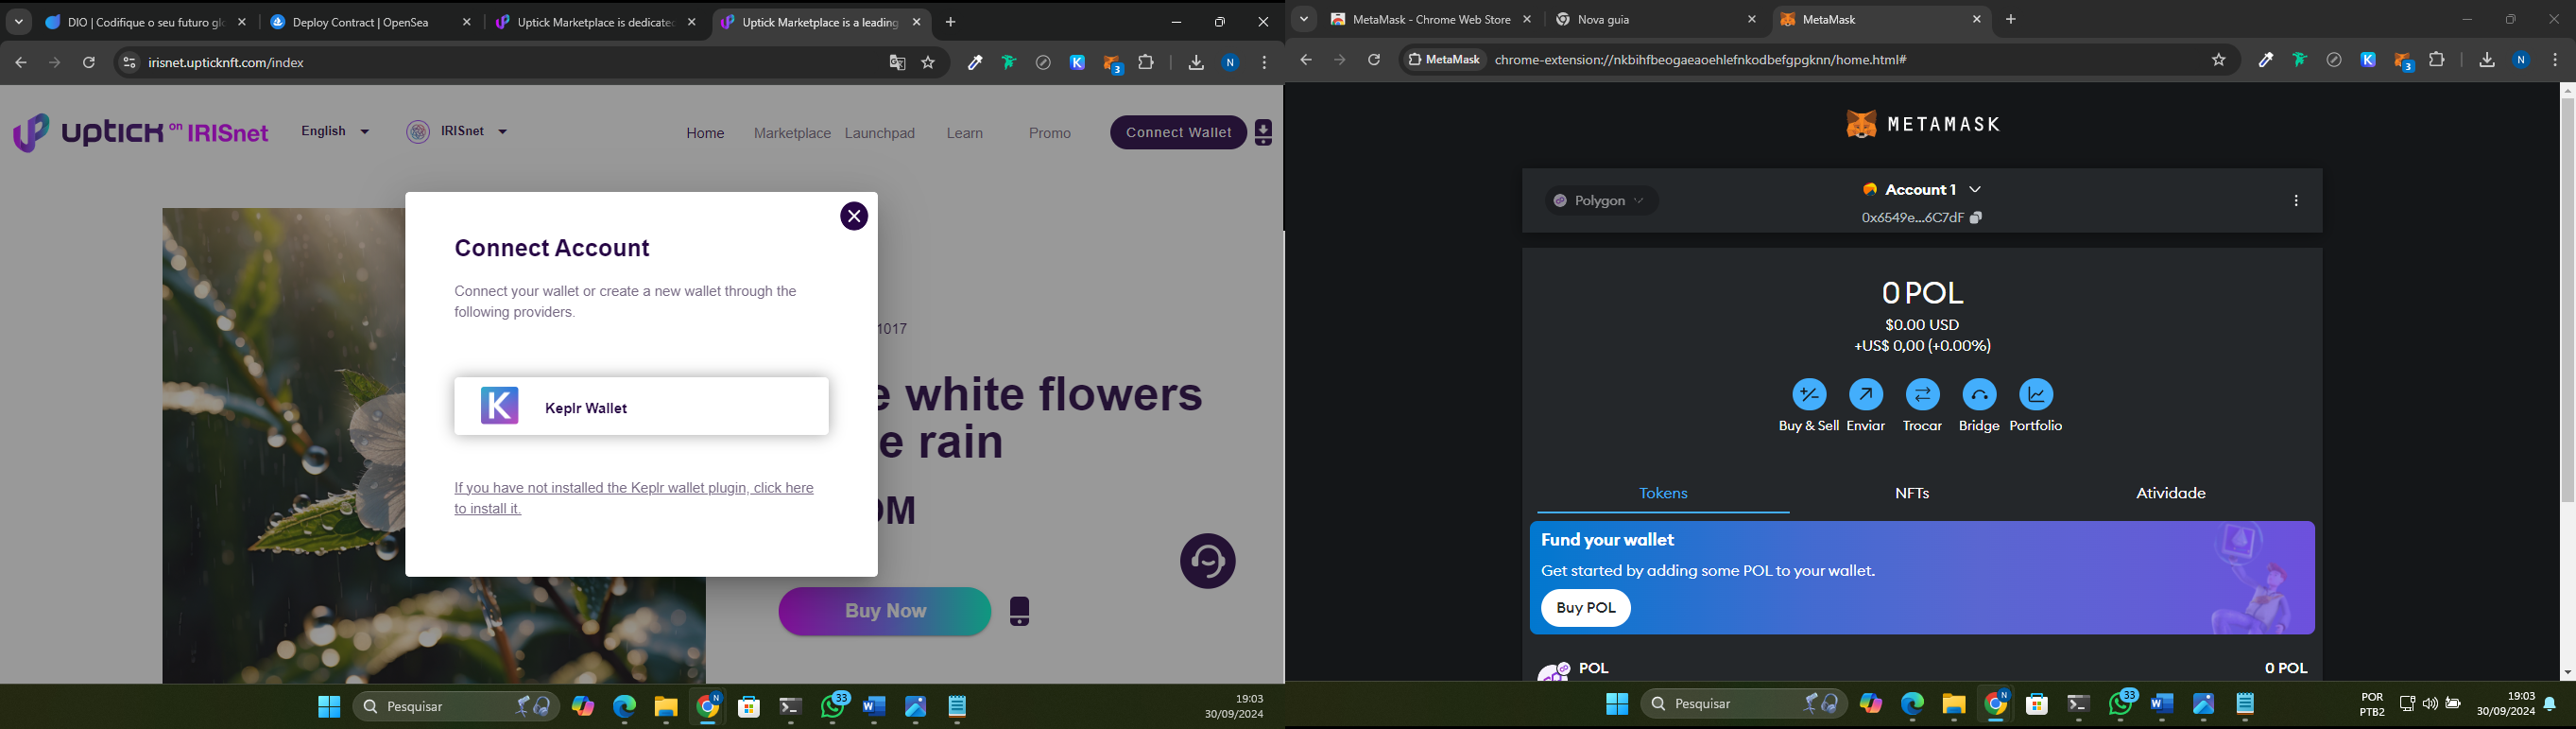 DIO | Codifique o seu futuro glo
Deploy Contract | OpenSea
Uptick Marketplace is dedicated
Uptick Marketplace is a leading
irisnet.upticknft.com/index
3
N
uptick on IRISnet
English
IRISnet
Home
Marketplace
Launchpad
Learn
Promo
Connect Wallet
Connect Account
Connect your wallet or create a new wallet through the
following providers.
K
Keplr Wallet
If you have not installed the Keplr wallet plugin, click here
to install it.
1017
e white flowers
e rain
OM
Buy Now
Pesquisar
33
19:03
30/09/2024
MetaMask - Chrome Web Store
Nova guia
MetaMask
MetaMask
chrome-extension://nkbihfbeogaeaoehlefnkodbefgpgknn/home.html#
3
N
METAMASK
Polygon
Account 1
0x6549e...6C7dF
0 POL
$0.00 USD
+US$ 0,00 (+0.00%)
Buy & Sell
Enviar
Trocar
Bridge
Portfolio
Tokens
NFTs
Atividade
Fund your wallet
Get started by adding some POL to your wallet.
Buy POL
POL
0 POL
Pesquisar
33
POR
PTB2
19:03
30/09/2024